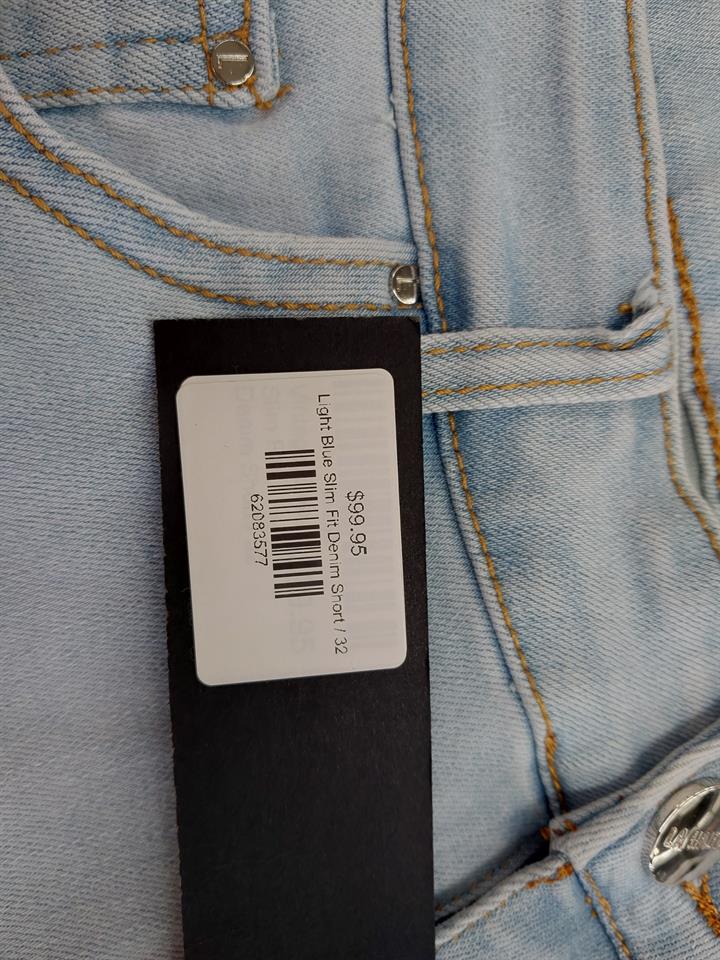 $99.95
Light Blue Slim Fit Denim Short / 32
62083577